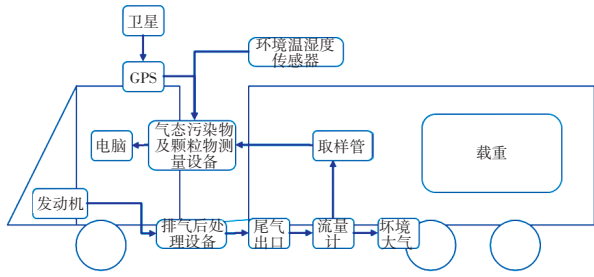 卫星
环境温湿度
传感器
GPS
气态污染物
及颗粒物测
量设备
电脑
取样管
载重
发动机
排气后处
理设备
尾气
出口
流量
计
环境
大气